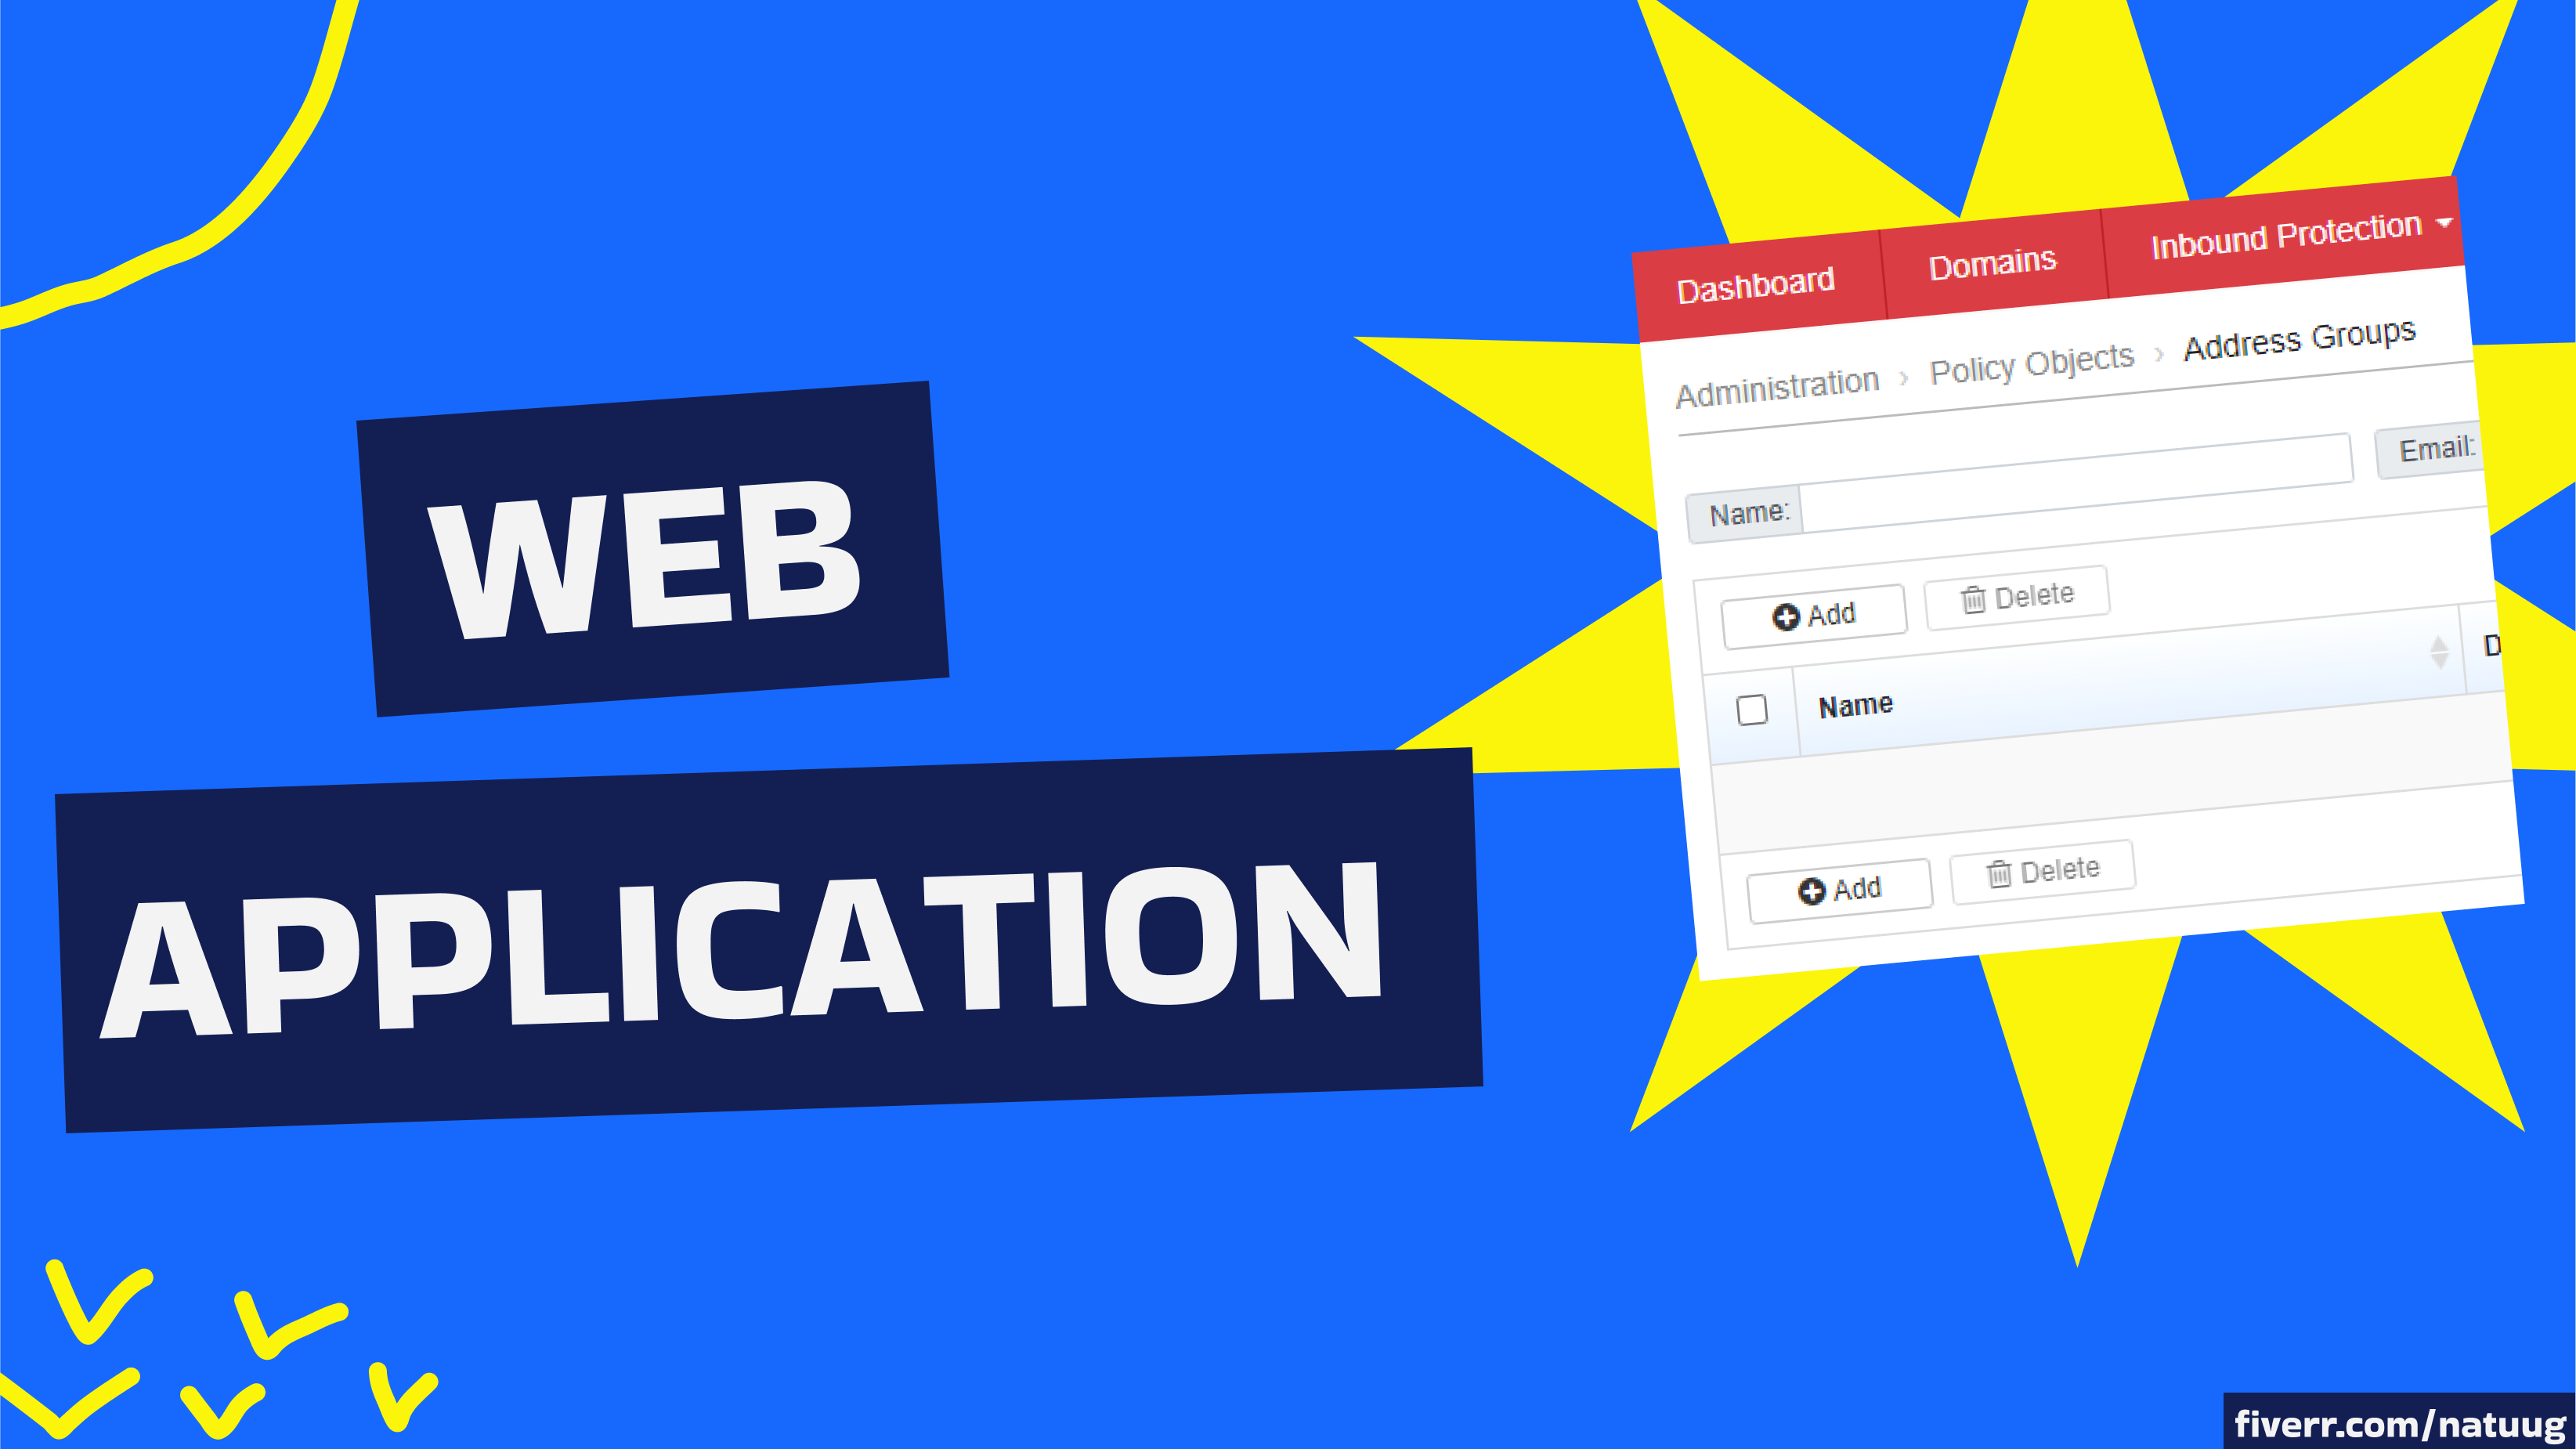 WEB
APPLICATION
Dashboard Domains Inbound Protection
Administration › Policy Objects › Address Groups
Name: Email:
Add Delete
Name D
Add Delete
fiverr.com/natuug